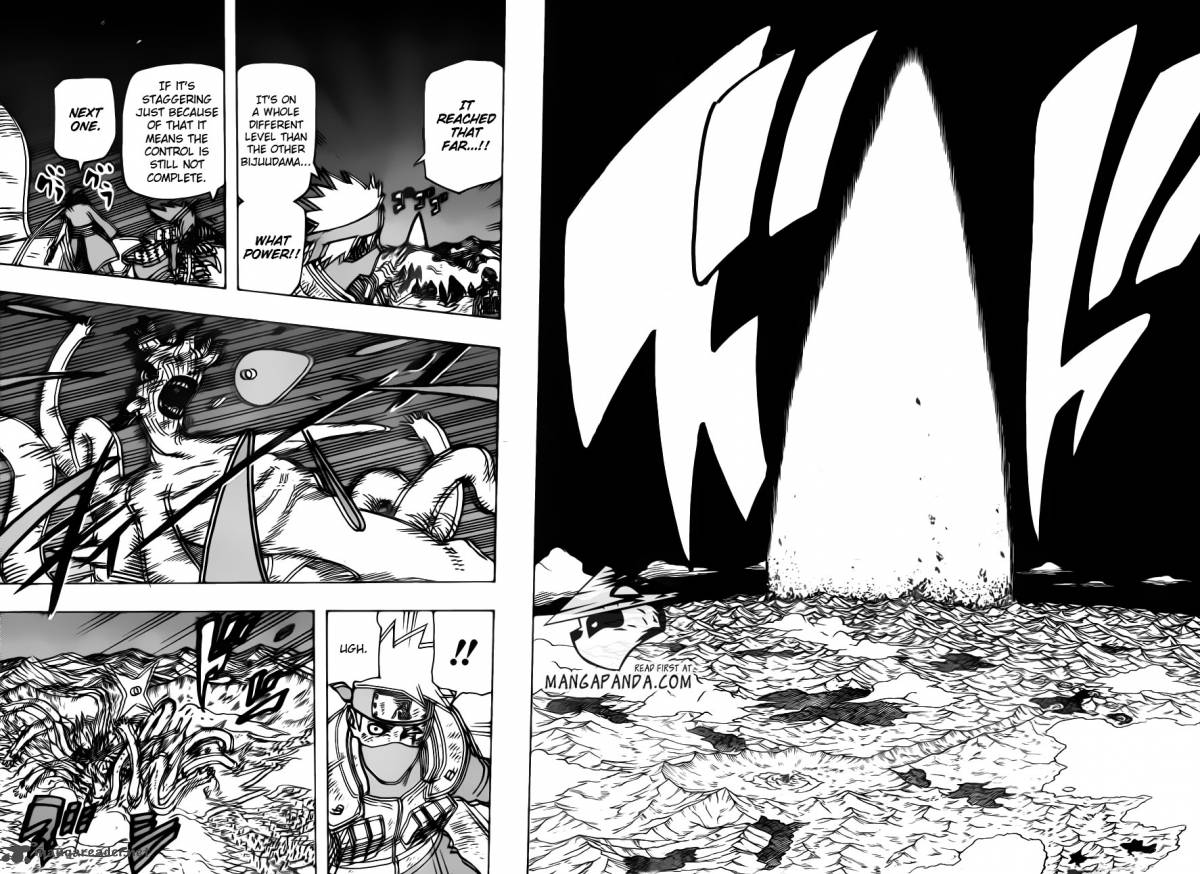 READ FIRST AT
MANGAPANDA.COM
IT
REACHED
THAT
FAR...!!
IT'S ON
A WHOLE
DIFFERENT
LEVEL THAN
THE OTHER
BIJUUDAMA...
WHAT
POWER!!
IF IT'S
STAGGERING
JUST BECAUSE
OF THAT IT
MEANS THE
CONTROL IS
STILL NOT
COMPLETE.
NEXT
ONE.
!!
UGH.
mangareader.net